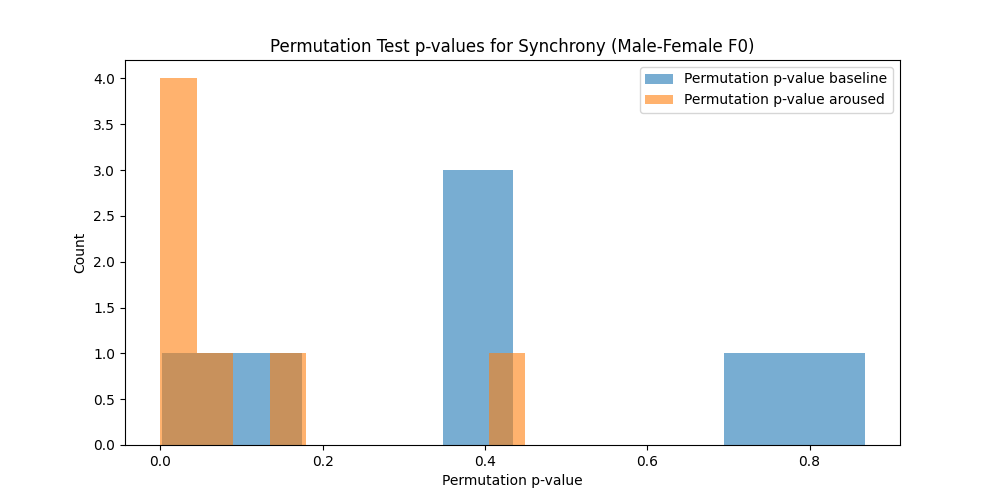 Permutation Test p-values for Synchrony (Male-Female F0)
Permutation p-value baseline
Permutation p-value aroused
4.0
3.5
3.0
2.5
2.0
1.5
1.0
0.5
0.0
Count
0.0 0.2 0.4 0.6 0.8
Permutation p-value